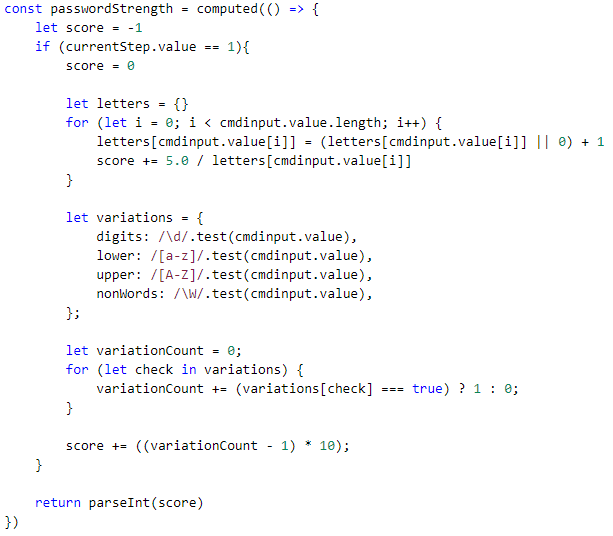 const passwordStrength = computed(() => {
    let score = -1
    if (currentStep.value == 1){
        score = 0

        let letters = {}
        for (let i = 0; i < cmdinput.value.length; i++) {
            letters[cmdinput.value[i]] = (letters[cmdinput.value[i]] || 0) + 1
            score += 5.0 / letters[cmdinput.value[i]]
        }

        let variations = {
            digits: /\d/.test(cmdinput.value),
            lower: /[a-z]/.test(cmdinput.value),
            upper: /[A-Z]/.test(cmdinput.value),
            nonWords: /\W/.test(cmdinput.value),
        };

        let variationCount = 0;
        for (let check in variations) {
            variationCount += (variations[check] === true) ? 1 : 0;
        }

        score += ((variationCount - 1) * 10);
    }

    return parseInt(score)
})